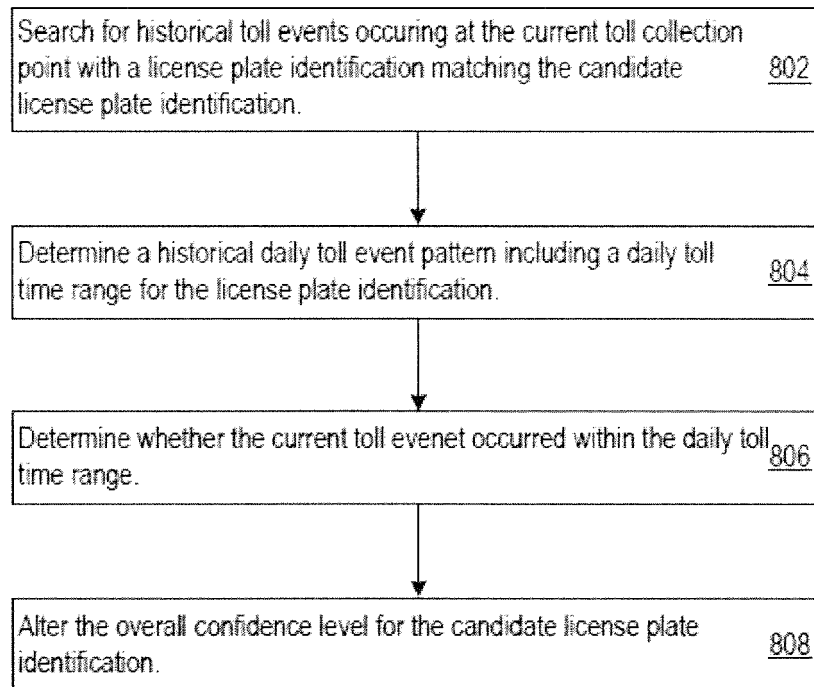 Search for historical toll events occuring at the current toll collection
point with a license plate identification matching the candidate
license plate identification.
802
Determine a historical daily toll event pattern including a daily toll
time range for the license plate identification.
804
Determine whether the current toll evenet occurred within the daily toll
time range.
806
Alter the overall confidence level for the candidate license plate
identification.
808